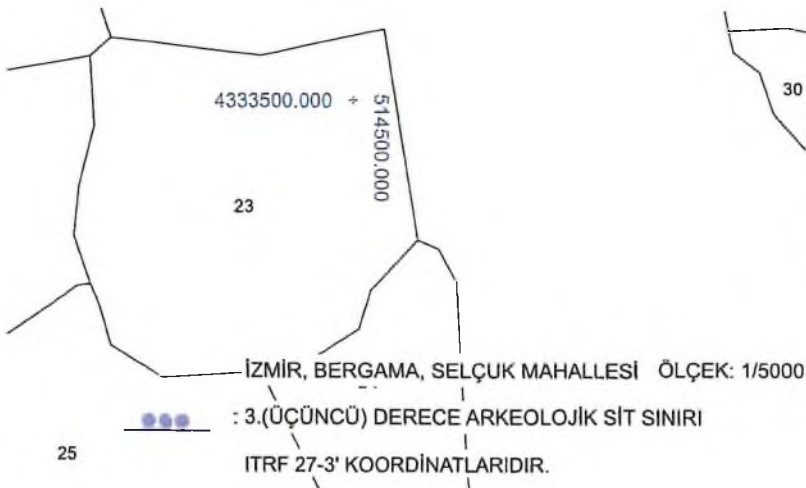 30
4333500.000 +
514500.000
23
İZMİR, BERGAMA, SELÇUK MAHALLESİ ÖLÇEK: 1/5000
: 3.(ÜÇÜNCÜ) DERECE ARKEOLOJİK SİT SINIRI
25
ITRF 27-3' KOORDİNATLARIDIR.